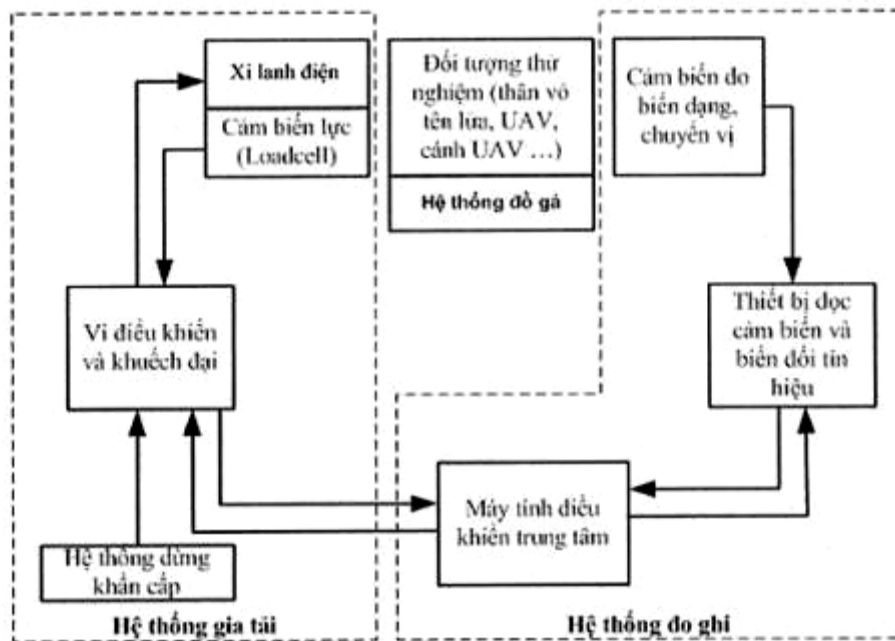 Xi lanh điện
Cảm biến lực
(Loadcell)
Đối tượng thử
nghiệm (thân vỏ
tên lửa, UAV,
cánh UAV …)
Hệ thống đồ gá
Cảm biến đo
biến dạng,
chuyển vị
Vi điều khiển
và khuếch đại
Thiết bị đọc
cảm biến và
biến đổi tín
hiệu
Máy tính điều
khiển trung tâm
Hệ thống dừng
khẩn cấp
Hệ thống gia tải
Hệ thống đo ghi